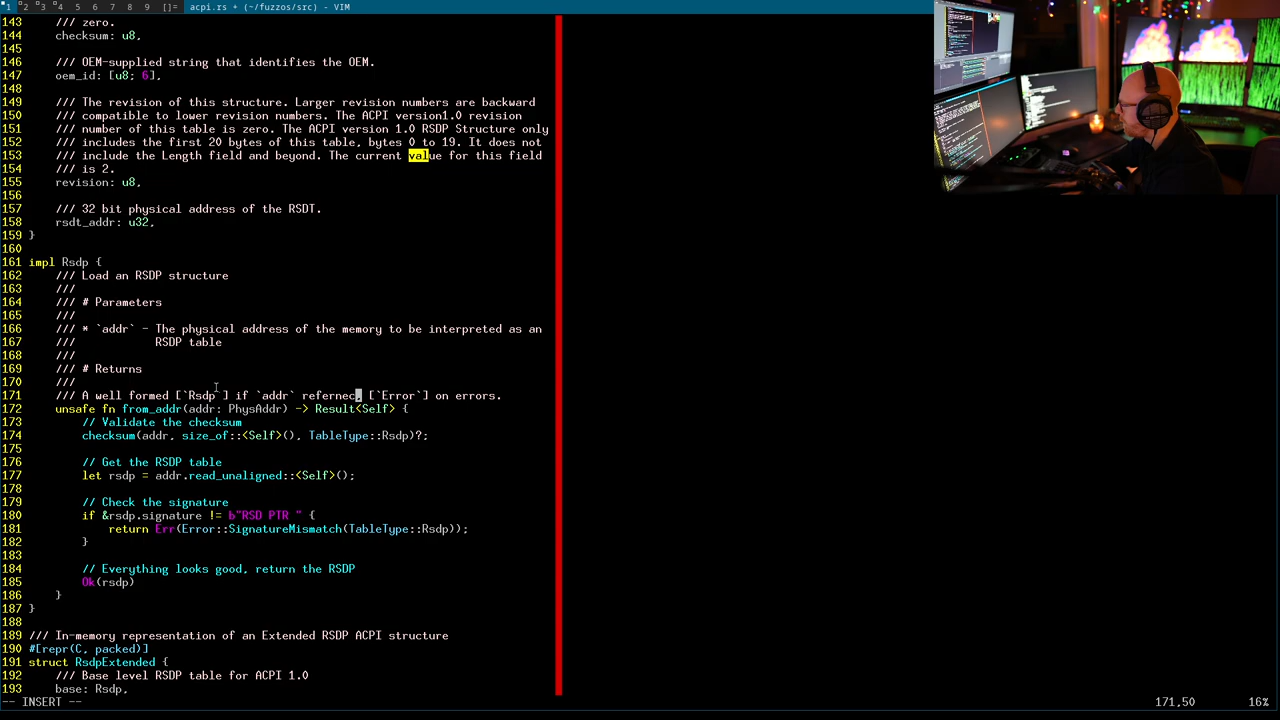 1 2 3 4 5 6 7 8 9 []= acpi.rs + (~/fuzzos/src) - VIM
143     /// zero.
144     checksum: u8,
145
146     /// OEM-supplied string that identifies the OEM.
147     oem_id: [u8; 6],
148
149     /// The revision of this structure. Larger revision numbers are backward
150     /// compatible to lower revision numbers. The ACPI version1.0 revision
151     /// number of this table is zero. The ACPI version 1.0 RSDP Structure only
152     /// includes the first 20 bytes of this table, bytes 0 to 19. It does not
153     /// include the Length field and beyond. The current value for this field
154     /// is 2.
155     revision: u8,
156
157     /// 32 bit physical address of the RSDT.
158     rsdt_addr: u32,
159 }
160
161 impl Rsdp {
162     /// Load an RSDP structure
163     ///
164     /// # Parameters
165     ///
166     /// * `addr` - The physical address of the memory to be interpreted as an
167     ///            RSDP table
168     ///
169     /// # Returns
170     ///
171     /// A well formed [`Rsdp`] if `addr` refernec, [`Error`] on errors.
172     unsafe fn from_addr(addr: PhysAddr) -> Result<Self> {
173         // Validate the checksum
174         checksum(addr, size_of::<Self>(), TableType::Rsdp)?;
175
176         // Get the RSDP table
177         let rsdp = addr.read_unaligned::<Self>();
178
179         // Check the signature
180         if &rsdp.signature != b"RSD PTR " {
181             return Err(Error::SignatureMismatch(TableType::Rsdp));
182         }
183
184         // Everything looks good, return the RSDP
185         Ok(rsdp)
186     }
187 }
188
189 /// In-memory representation of an Extended RSDP ACPI structure
190 #[repr(C, packed)]
191 struct RsdpExtended {
192     /// Base level RSDP table for ACPI 1.0
193     base: Rsdp,
-- INSERT -- 171,50 16%